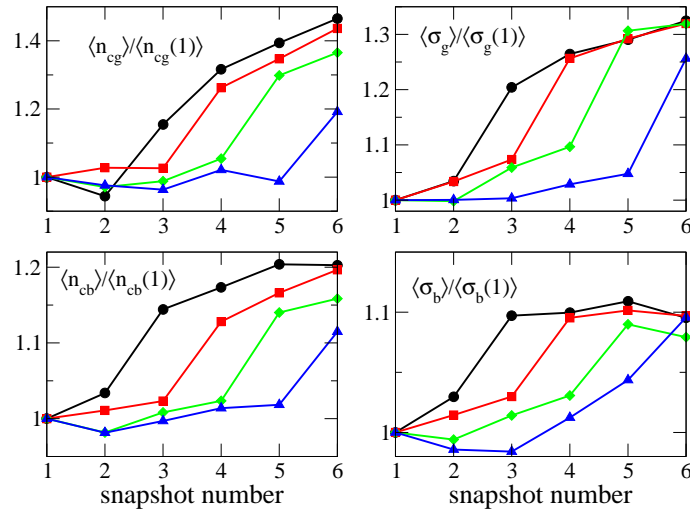 ⟨n_cg⟩/⟨n_cg(1)⟩
1.4
1.2
1
1 2 3 4 5 6
⟨σ_g⟩/⟨σ_g(1)⟩
1.3
1.2
1.1
1
1 2 3 4 5 6
⟨n_cb⟩/⟨n_cb(1)⟩
1.2
1.1
1
1 2 3 4 5 6
snapshot number
⟨σ_b⟩/⟨σ_b(1)⟩
1.1
1
1 2 3 4 5 6
snapshot number